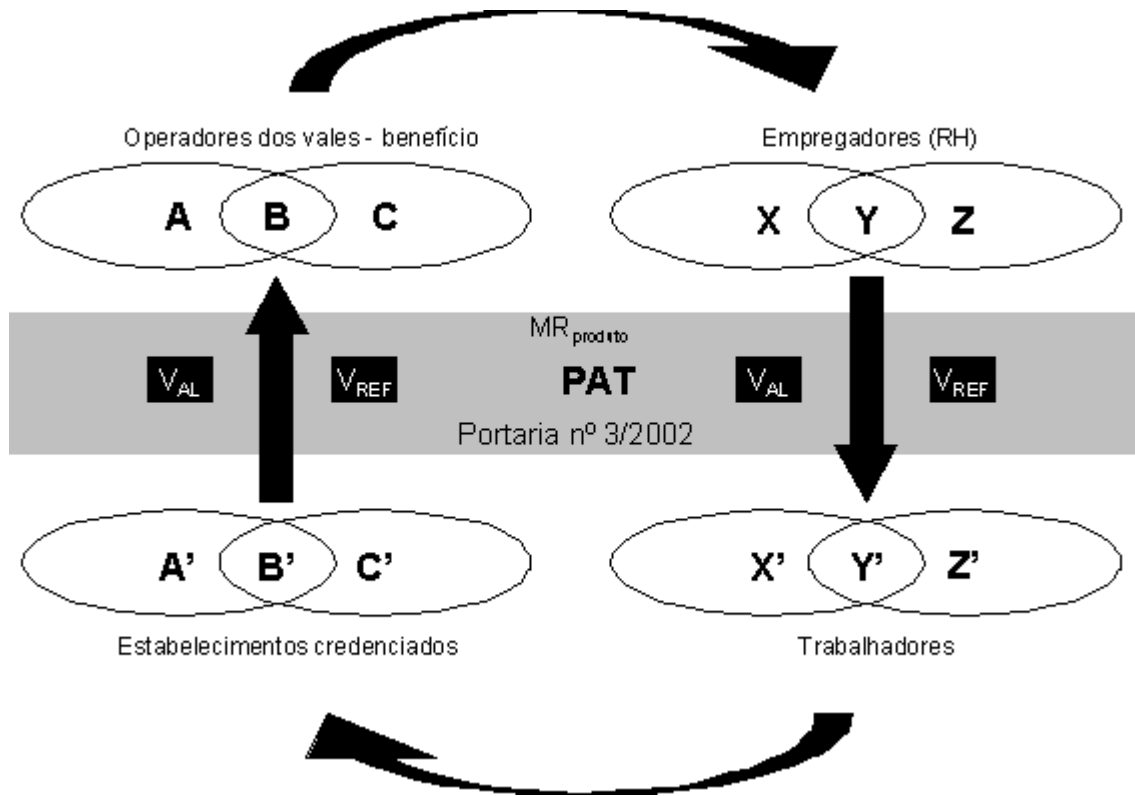 Operadores dos vales - benefício
Empregadores (RH)
A B C
X Y Z
MR produto
V AL
V REF
PAT
V AL
V REF
Portaria nº 3/2002
A’ B’ C’
X’ Y’ Z’
Estabelecimentos credenciados
Trabalhadores